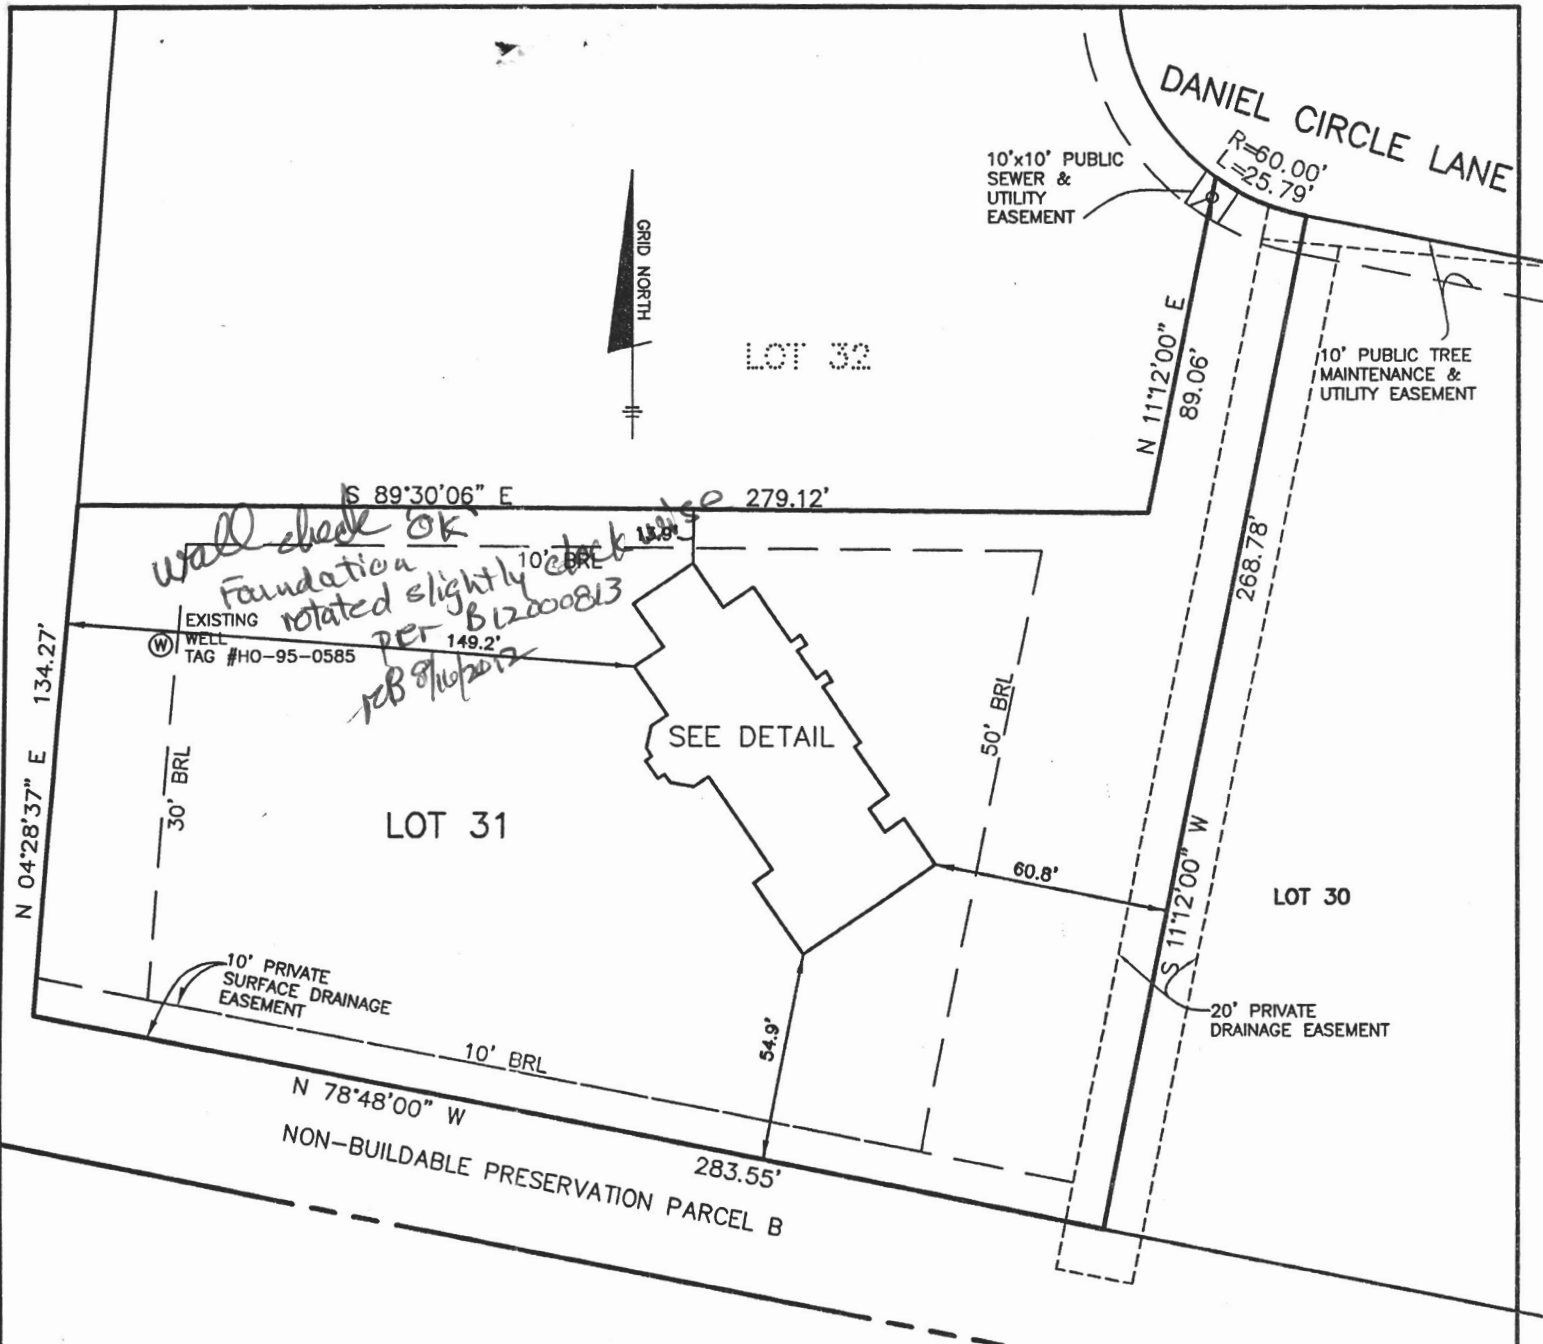 DANIEL CIRCLE LANE
R=60.00'
L=25.79'
10'x10' PUBLIC
SEWER &
UTILITY
EASEMENT
GRID NORTH
LOT 32
N 11°12'00" E
89.06'
10' PUBLIC TREE
MAINTENANCE &
UTILITY EASEMENT
S 89°30'06" E 279.12'
wall check OK
Foundation
rotated slightly clockwise
per B12000813
8/16/2012
13.9'
10' BRL
EXISTING
WELL
TAG #HO-95-0585
W
149.2'
N 04°28'37" E 134.27'
30' BRL
SEE DETAIL
LOT 31
50' BRL
268.78'
S 11°12'00" W
60.8'
LOT 30
10' PRIVATE
SURFACE DRAINAGE
EASEMENT
54.9'
20' PRIVATE
DRAINAGE EASEMENT
10' BRL
N 78°48'00" W
283.55'
NON-BUILDABLE PRESERVATION PARCEL B